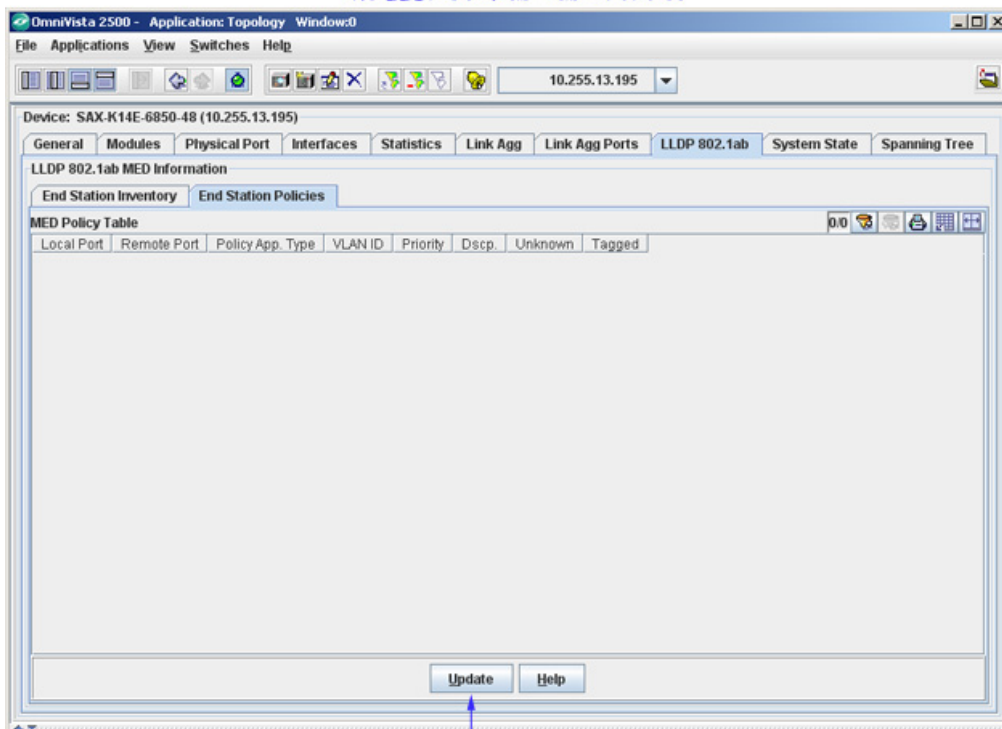 OmniVista 2500 - Application: Topology Window:0
File Applications View Switches Help
10.255.13.195
Device: SAX-K14E-6850-48 (10.255.13.195)
General Modules Physical Port Interfaces Statistics Link Agg Link Agg Ports LLDP 802.1ab System State Spanning Tree
LLDP 802.1ab MED Information
End Station Inventory End Station Policies
MED Policy Table 0/0
Local Port Remote Port Policy App. Type VLAN ID Priority Dscp. Unknown Tagged
Update Help